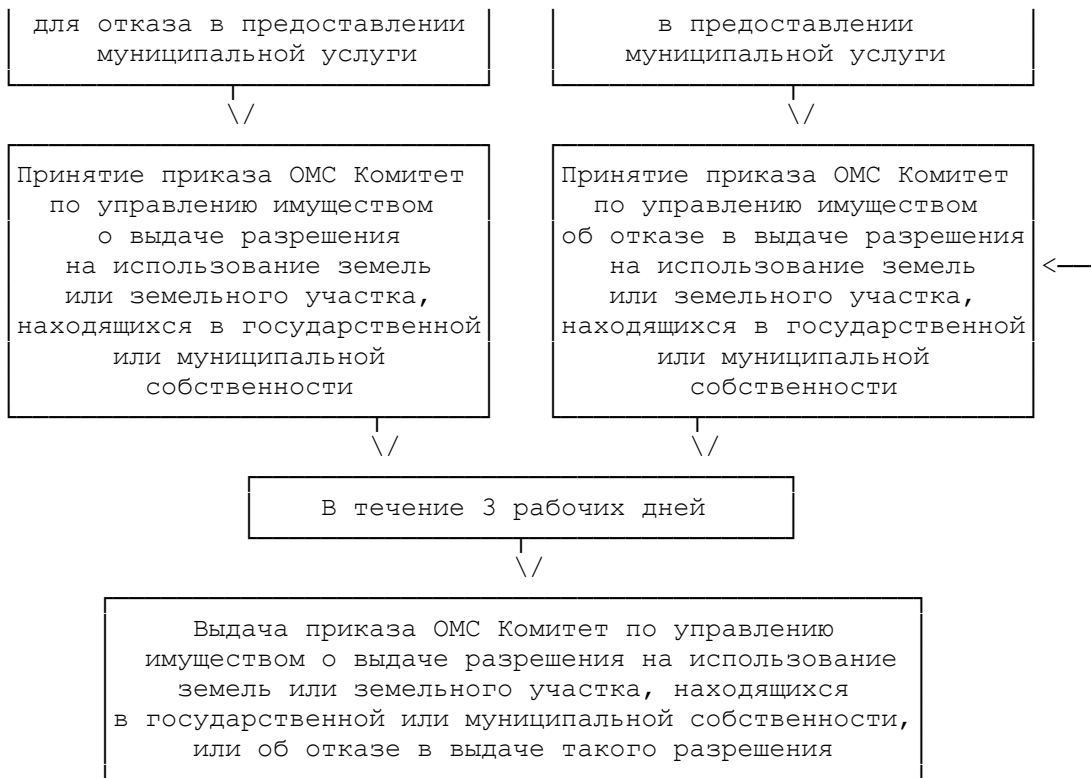 для отказа в предоставлении
муниципальной услуги
в предоставлении
муниципальной услуги
Принятие приказа ОМС Комитет
по управлению имуществом
о выдаче разрешения
на использование земель
или земельного участка,
находящихся в государственной
или муниципальной
собственности
Принятие приказа ОМС Комитет
по управлению имуществом
об отказе в выдаче разрешения
на использование земель
или земельного участка,
находящихся в государственной
или муниципальной
собственности
В течение 3 рабочих дней
Выдача приказа ОМС Комитет по управлению
имуществом о выдаче разрешения на использование
земель или земельного участка, находящихся
в государственной или муниципальной собственности,
или об отказе в выдаче такого разрешения